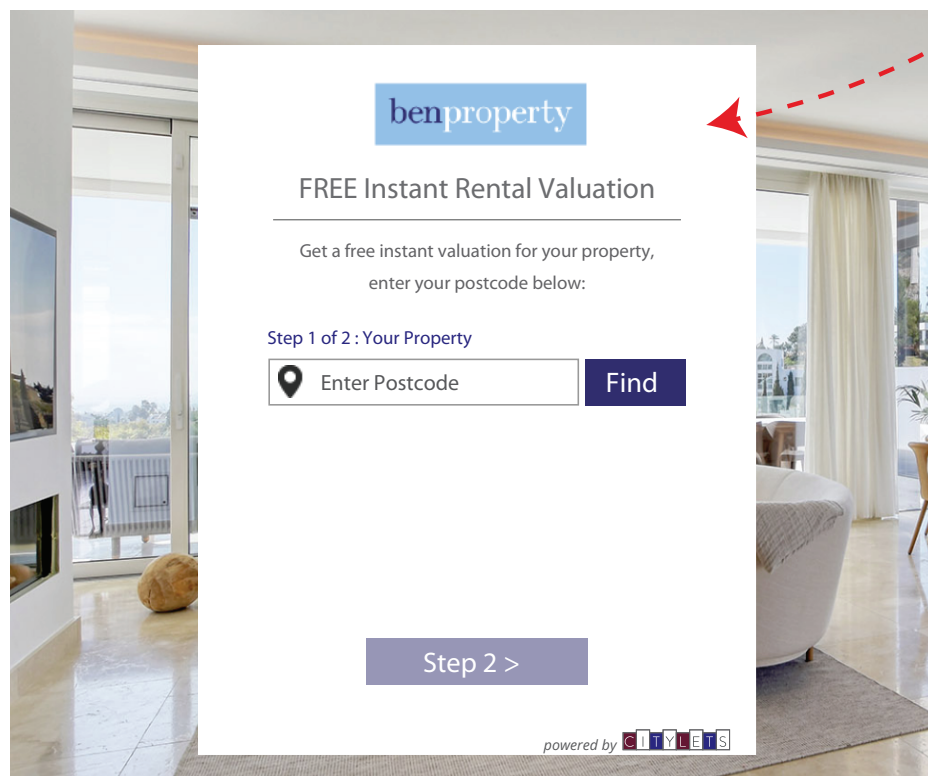 benproperty
FREE Instant Rental Valuation
Get a free instant valuation for your property,
enter your postcode below:
Step 1 of 2 : Your Property
Enter Postcode
Find
Step 2 >
powered by CITYLETS